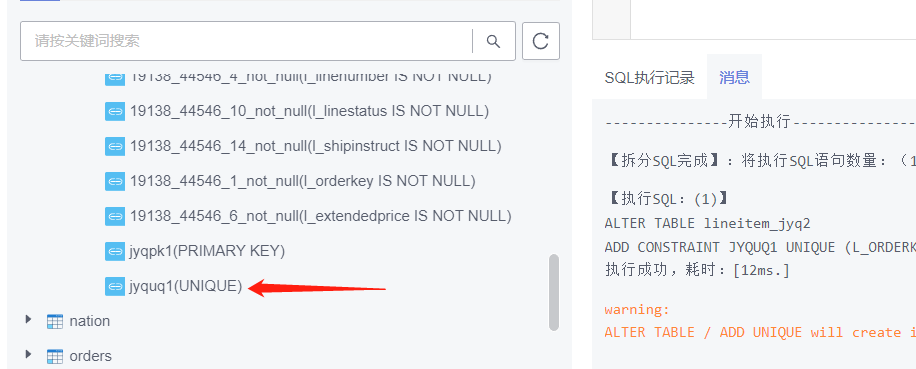 请按关键词搜索
19138_44546_4_not_null(l_linenumber IS NOT NULL)
19138_44546_10_not_null(l_linestatus IS NOT NULL)
19138_44546_14_not_null(l_shipinstruct IS NOT NULL)
19138_44546_1_not_null(l_orderkey IS NOT NULL)
19138_44546_6_not_null(l_extendedprice IS NOT NULL)
jyqpk1(PRIMARY KEY)
jyquq1(UNIQUE)
nation
orders
SQL执行记录 消息
---------------开始执行---------------
【拆分SQL完成】：将执行SQL语句数量：（1
【执行SQL：(1)】
ALTER TABLE lineitem_jyq2
ADD CONSTRAINT JYQUQ1 UNIQUE (L_ORDERK
执行成功，耗时：[12ms.]
warning:
ALTER TABLE / ADD UNIQUE will create i